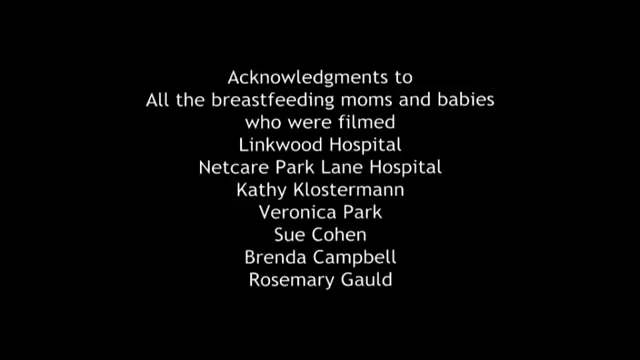 Acknowledgments to
All the breastfeeding moms and babies
who were filmed
Linkwood Hospital
Netcare Park Lane Hospital
Kathy Klostermann
Veronica Park
Sue Cohen
Brenda Campbell
Rosemary Gauld